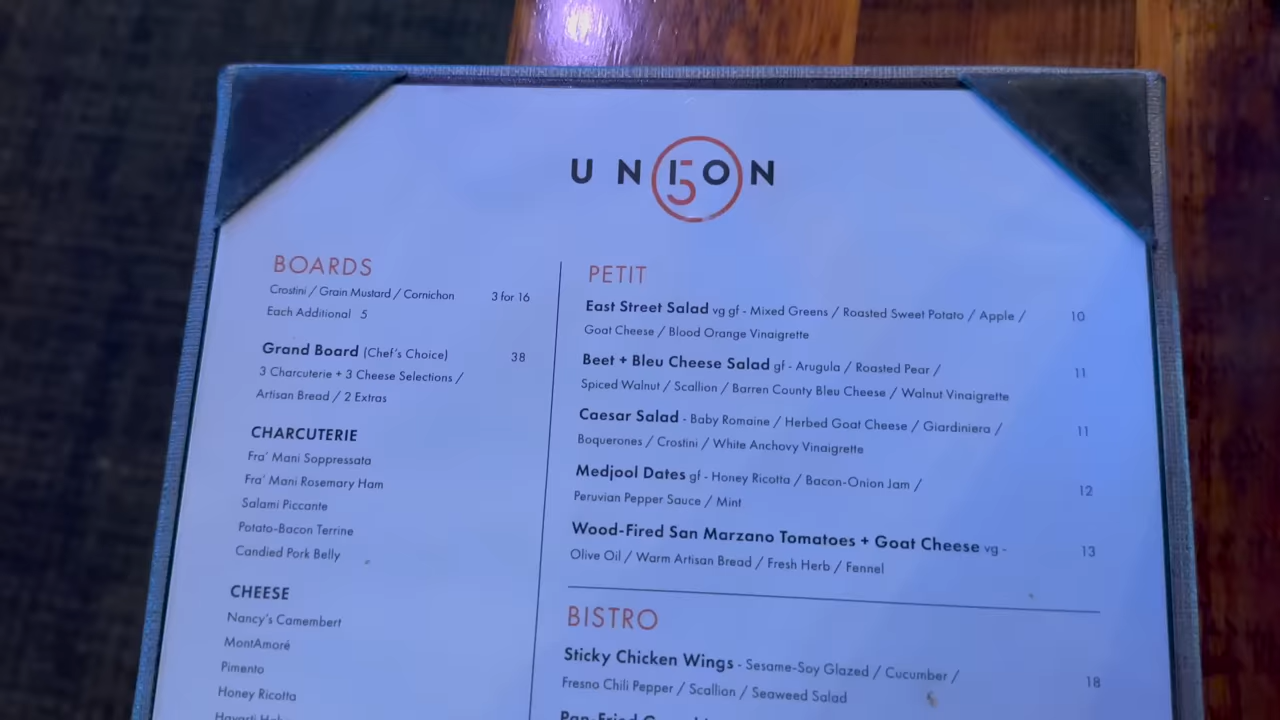 UNION
5
BOARDS
Crostini / Grain Mustard / Cornichon 3 for 16
Each Additional 5
Grand Board (Chef's Choice) 38
3 Charcuterie + 3 Cheese Selections /
Artisan Bread / 2 Extras
CHARCUTERIE
Fra' Mani Soppressata
Fra' Mani Rosemary Ham
Salami Piccante
Potato-Bacon Terrine
Candied Pork Belly
CHEESE
Nancy's Camembert
MontAmoré
Pimento
Honey Ricotta
PETIT
East Street Salad vg gf - Mixed Greens / Roasted Sweet Potato / Apple / 10
Goat Cheese / Blood Orange Vinaigrette
Beet + Bleu Cheese Salad gf - Arugula / Roasted Pear / 11
Spiced Walnut / Scallion / Barren County Bleu Cheese / Walnut Vinaigrette
Caesar Salad - Baby Romaine / Herbed Goat Cheese / Giardiniera / 11
Boquerones / Crostini / White Anchovy Vinaigrette
Medjool Dates gf - Honey Ricotta / Bacon-Onion Jam / 12
Peruvian Pepper Sauce / Mint
Wood-Fired San Marzano Tomatoes + Goat Cheese vg - 13
Olive Oil / Warm Artisan Bread / Fresh Herb / Fennel
BISTRO
Sticky Chicken Wings - Sesame-Soy Glazed / Cucumber / 18
Fresno Chili Pepper / Scallion / Seaweed Salad